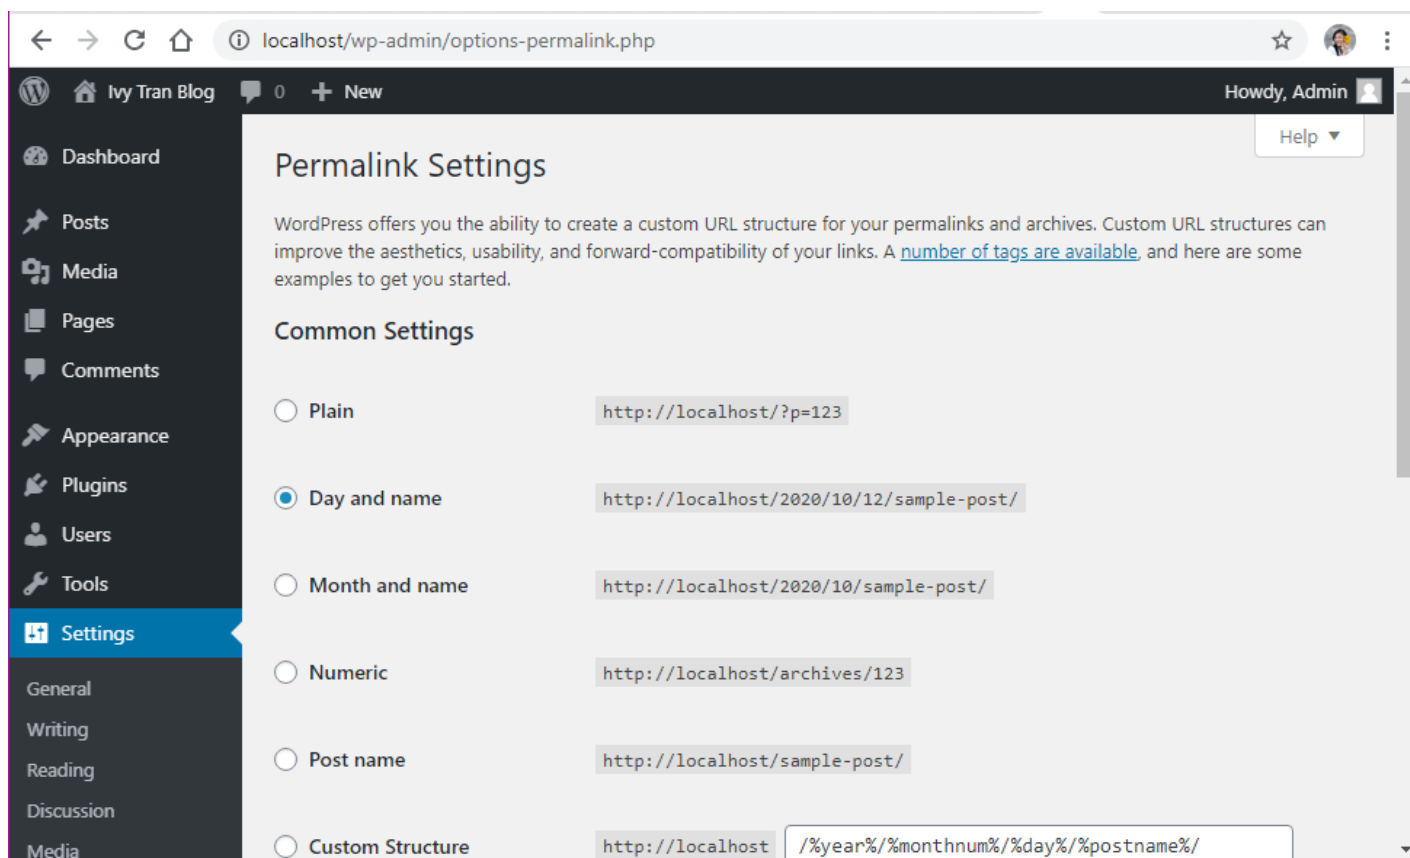 localhost/wp-admin/options-permalink.php
Ivy Tran Blog 0 New Howdy, Admin
Help
Dashboard
Posts
Media
Pages
Comments
Appearance
Plugins
Users
Tools
Settings
General
Writing
Reading
Discussion
Media
Permalink Settings
WordPress offers you the ability to create a custom URL structure for your permalinks and archives. Custom URL structures can
improve the aesthetics, usability, and forward-compatibility of your links. A number of tags are available, and here are some
examples to get you started.
Common Settings
Plain http://localhost/?p=123
Day and name http://localhost/2020/10/12/sample-post/
Month and name http://localhost/2020/10/sample-post/
Numeric http://localhost/archives/123
Post name http://localhost/sample-post/
Custom Structure http://localhost /%year%/%monthnum%/%day%/%postname%/